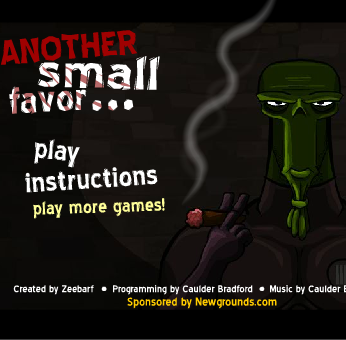 ANOTHER
small
favor...
play
instructions
play more games!
Created by Zeebarf • Programming by Caulder Bradford • Music by Caulder
Sponsored by Newgrounds.com